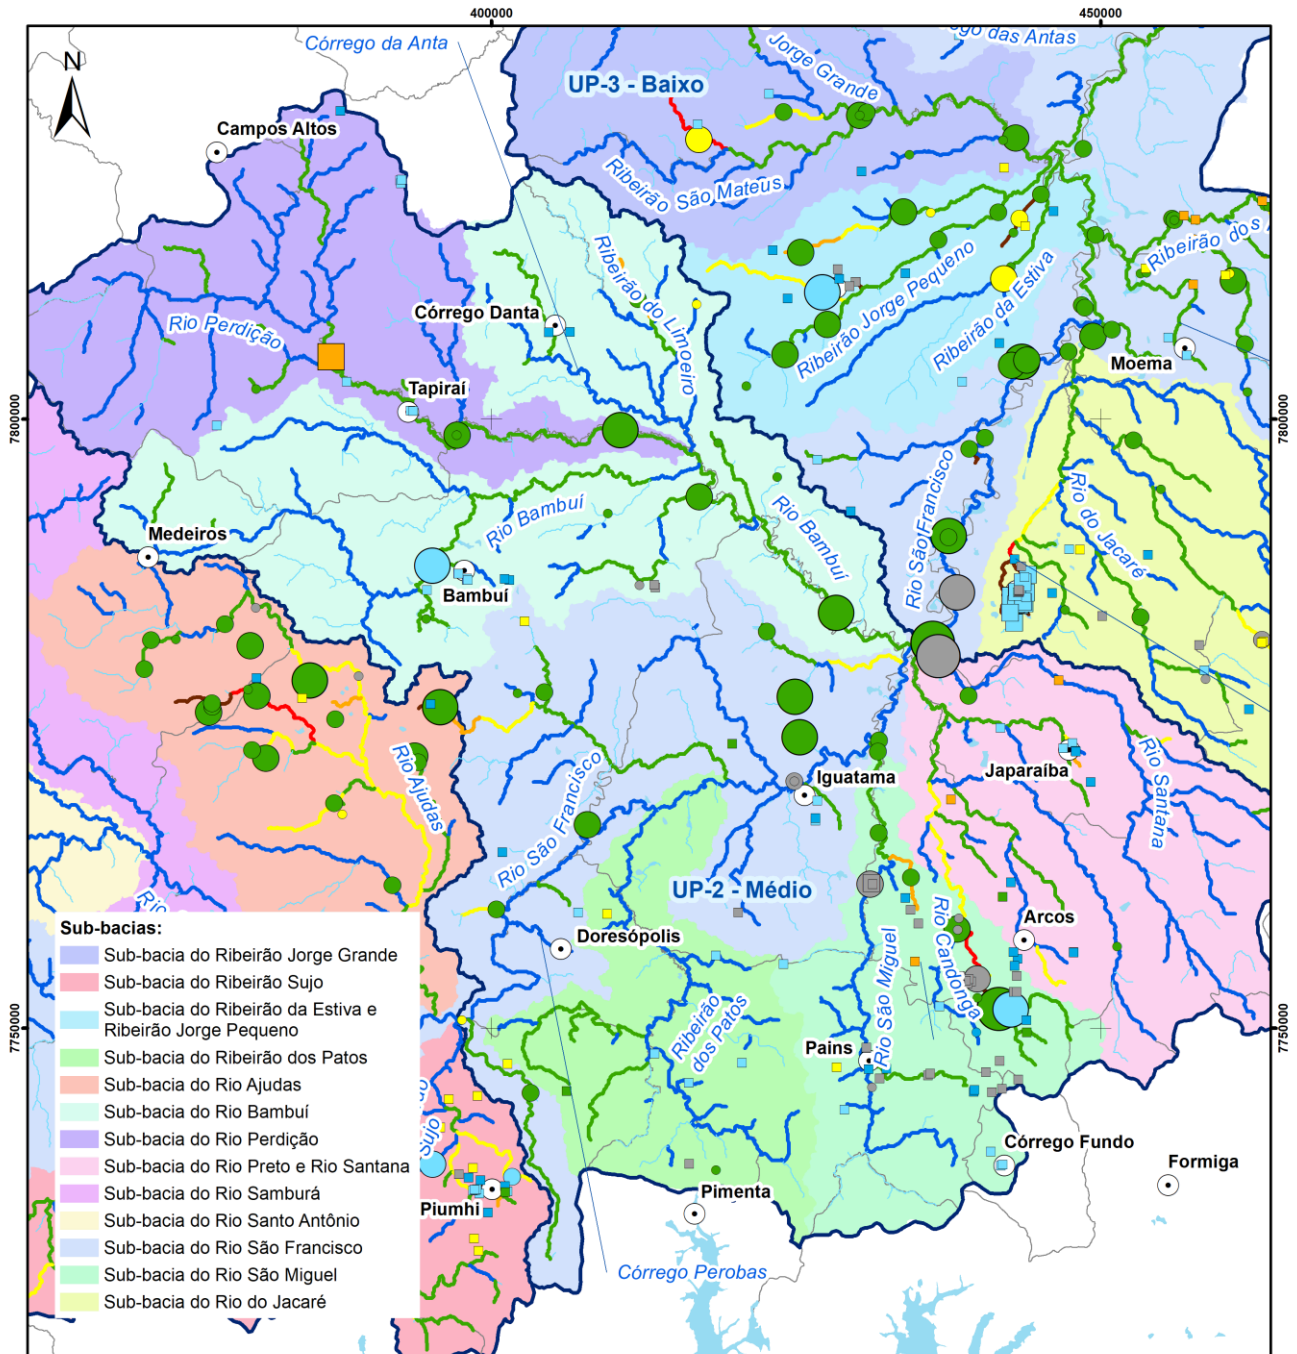 400000
450000
Córrego da Anta
Jorge Grande
ego das Antas
N
UP-3 - Baixo
Campos Altos
Ribeirão São Mateus
Ribeirão dos
Ribeirão do Limoeiro
Ribeirão Jorge Pequeno
Ribeirão da Estiva
Rio Perdição
Córrego Danta
Moema
Tapiraí
7800000
7800000
Rio Bambuí
Rio Bambuí
Rio São Francisco
Rio do Jacaré
Medeiros
Bambuí
Rio Ajudas
Rio São Francisco
Iguatama
Japaraíba
Rio Santana
UP-2 - Médio
Rio
Doresópolis
Rio São Miguel
Rio Candonga
Arcos
Ribeirão
dos Patos
Pains
7750000
7750000
Sujo
Córrego Fundo
Formiga
Pimenta
Piumhi
Córrego Perobas
Sub-bacias:
Sub-bacia do Ribeirão Jorge Grande
Sub-bacia do Ribeirão Sujo
Sub-bacia do Ribeirão da Estiva e
Ribeirão Jorge Pequeno
Sub-bacia do Ribeirão dos Patos
Sub-bacia do Rio Ajudas
Sub-bacia do Rio Bambuí
Sub-bacia do Rio Perdição
Sub-bacia do Rio Preto e Rio Santana
Sub-bacia do Rio Samburá
Sub-bacia do Rio Santo Antônio
Sub-bacia do Rio São Francisco
Sub-bacia do Rio São Miguel
Sub-bacia do Rio do Jacaré